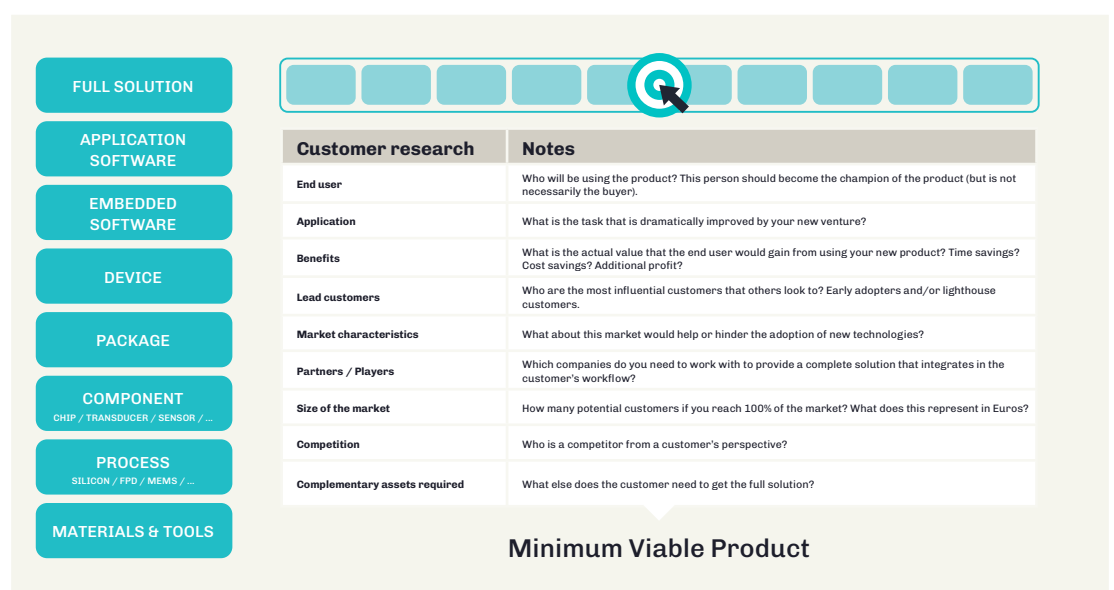 FULL SOLUTION
APPLICATION
SOFTWARE
EMBEDDED
SOFTWARE
DEVICE
PACKAGE
COMPONENT
CHIP / TRANSDUCER / SENSOR / ...
PROCESS
SILICON / FPD / MEMS / ...
MATERIALS & TOOLS
Customer research
Notes
End user
Who will be using the product? This person should become the champion of the product (but is not
necessarily the buyer).
Application
What is the task that is dramatically improved by your new venture?
Benefits
What is the actual value that the end user would gain from using your new product? Time savings?
Cost savings? Additional profit?
Lead customers
Who are the most influential customers that others look to? Early adopters and/or lighthouse
customers.
Market characteristics
What about this market would help or hinder the adoption of new technologies?
Partners / Players
Which companies do you need to work with to provide a complete solution that integrates in the
customer's workflow?
Size of the market
How many potential customers if you reach 100% of the market? What does this represent in Euros?
Competition
Who is a competitor from a customer's perspective?
Complementary assets required
What else does the customer need to get the full solution?
Minimum Viable Product